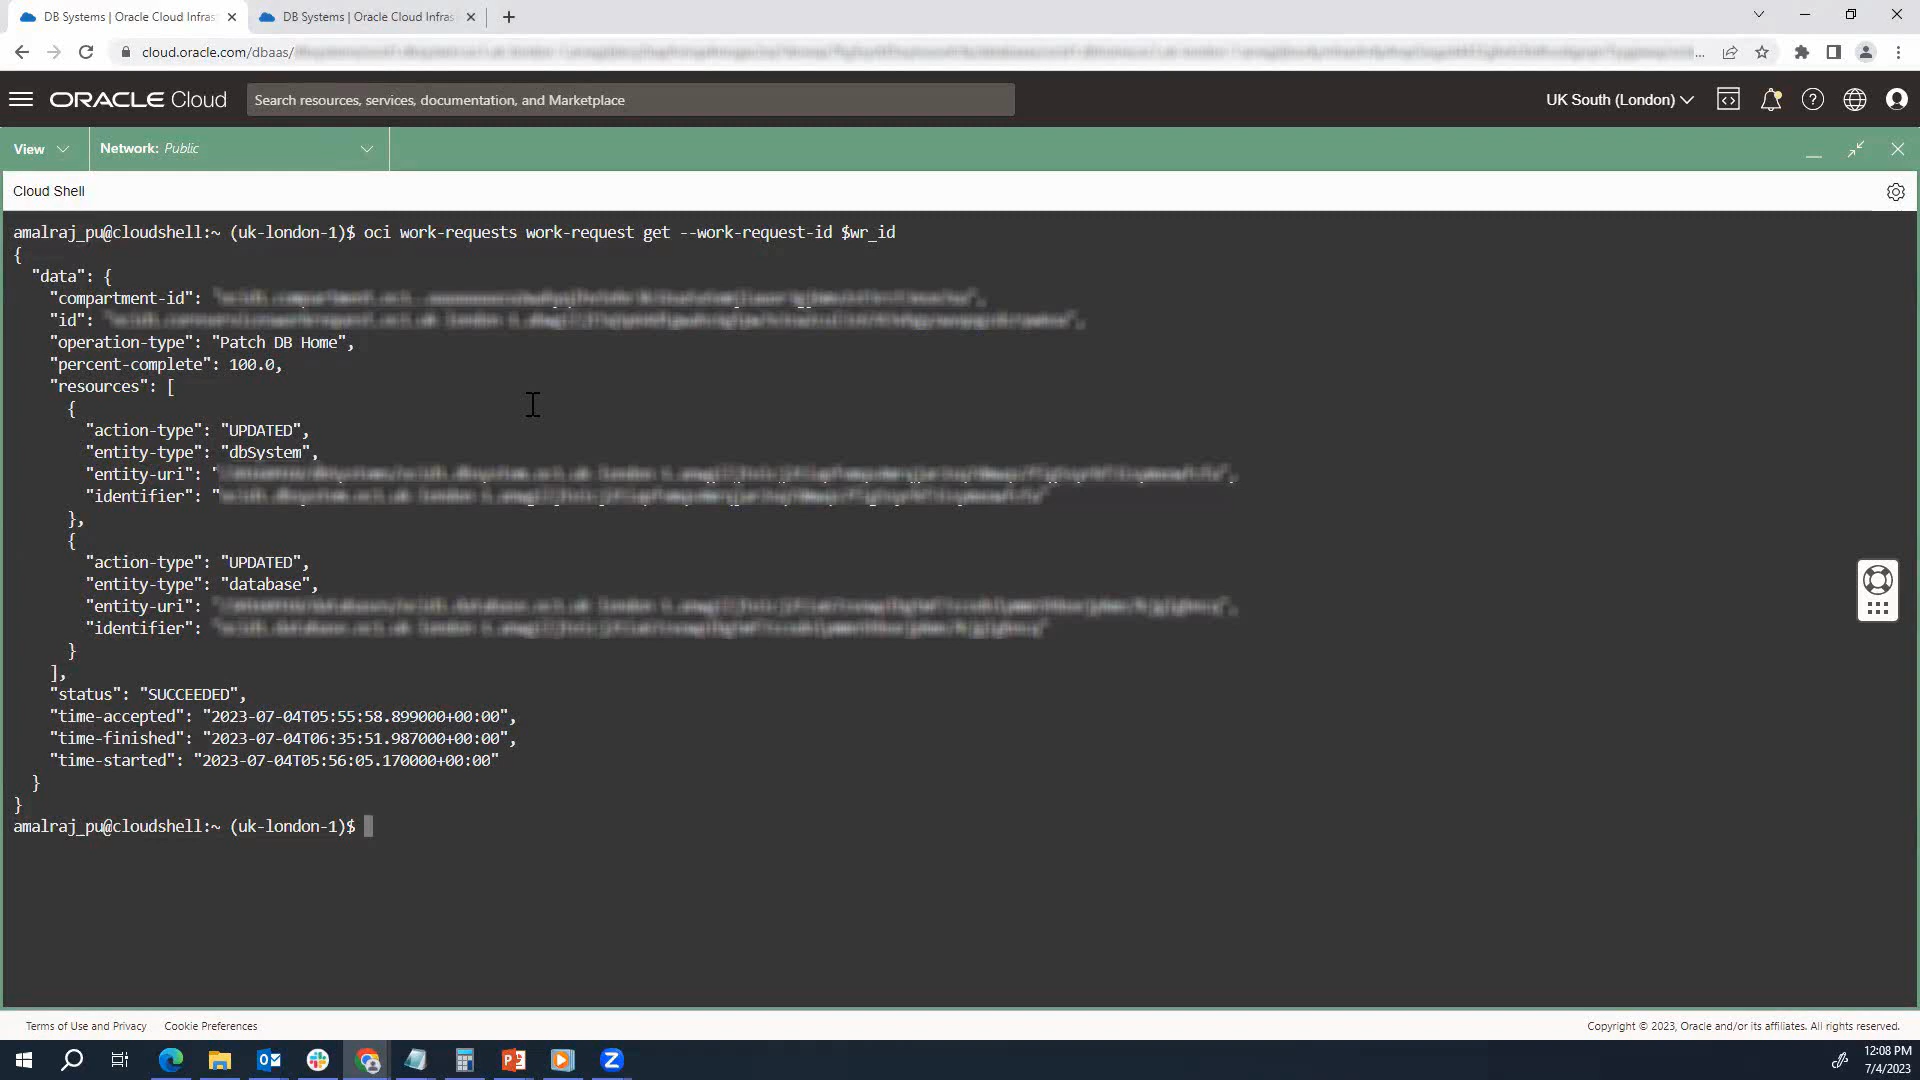 DB Systems | Oracle Cloud Infras
DB Systems | Oracle Cloud Infras
cloud.oracle.com/dbaas/
ORACLE Cloud
Search resources, services, documentation, and Marketplace
UK South (London)
View
Network: Public
Cloud Shell
amalraj_pu@cloudshell:~ (uk-london-1)$ oci work-requests work-request get --work-request-id $wr_id
{
"data": {
"compartment-id":
"id":
"operation-type": "Patch DB Home",
"percent-complete": 100.0,
"resources": [
{
"action-type": "UPDATED",
"entity-type": "dbSystem",
"entity-uri": "
"identifier": "
},
{
"action-type": "UPDATED",
"entity-type": "database",
"entity-uri":
"identifier":
}
],
"status": "SUCCEEDED",
"time-accepted": "2023-07-04T05:55:58.899000+00:00",
"time-finished": "2023-07-04T06:35:51.987000+00:00",
"time-started": "2023-07-04T05:56:05.170000+00:00"
}
}
amalraj_pu@cloudshell:~ (uk-london-1)$
Terms of Use and Privacy
Cookie Preferences
Copyright © 2023, Oracle and/or its affiliates. All rights reserved.
12:08 PM
7/4/2023